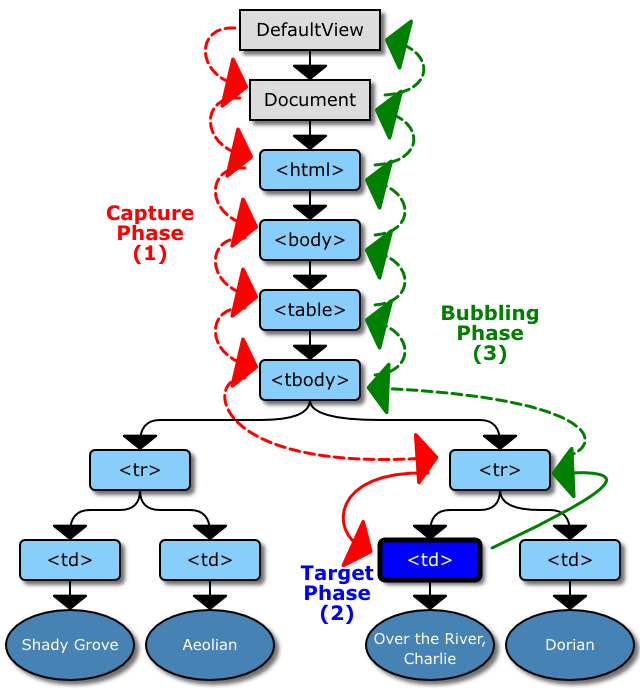 DefaultView
Document
<html>
Capture
Phase
(1)
<body>
<table>
Bubbling
Phase
(3)
<tbody>
<tr>
<tr>
<td>
<td>
<td>
<td>
Target
Phase
(2)
Shady Grove
Aeolian
Over the River,
Charlie
Dorian